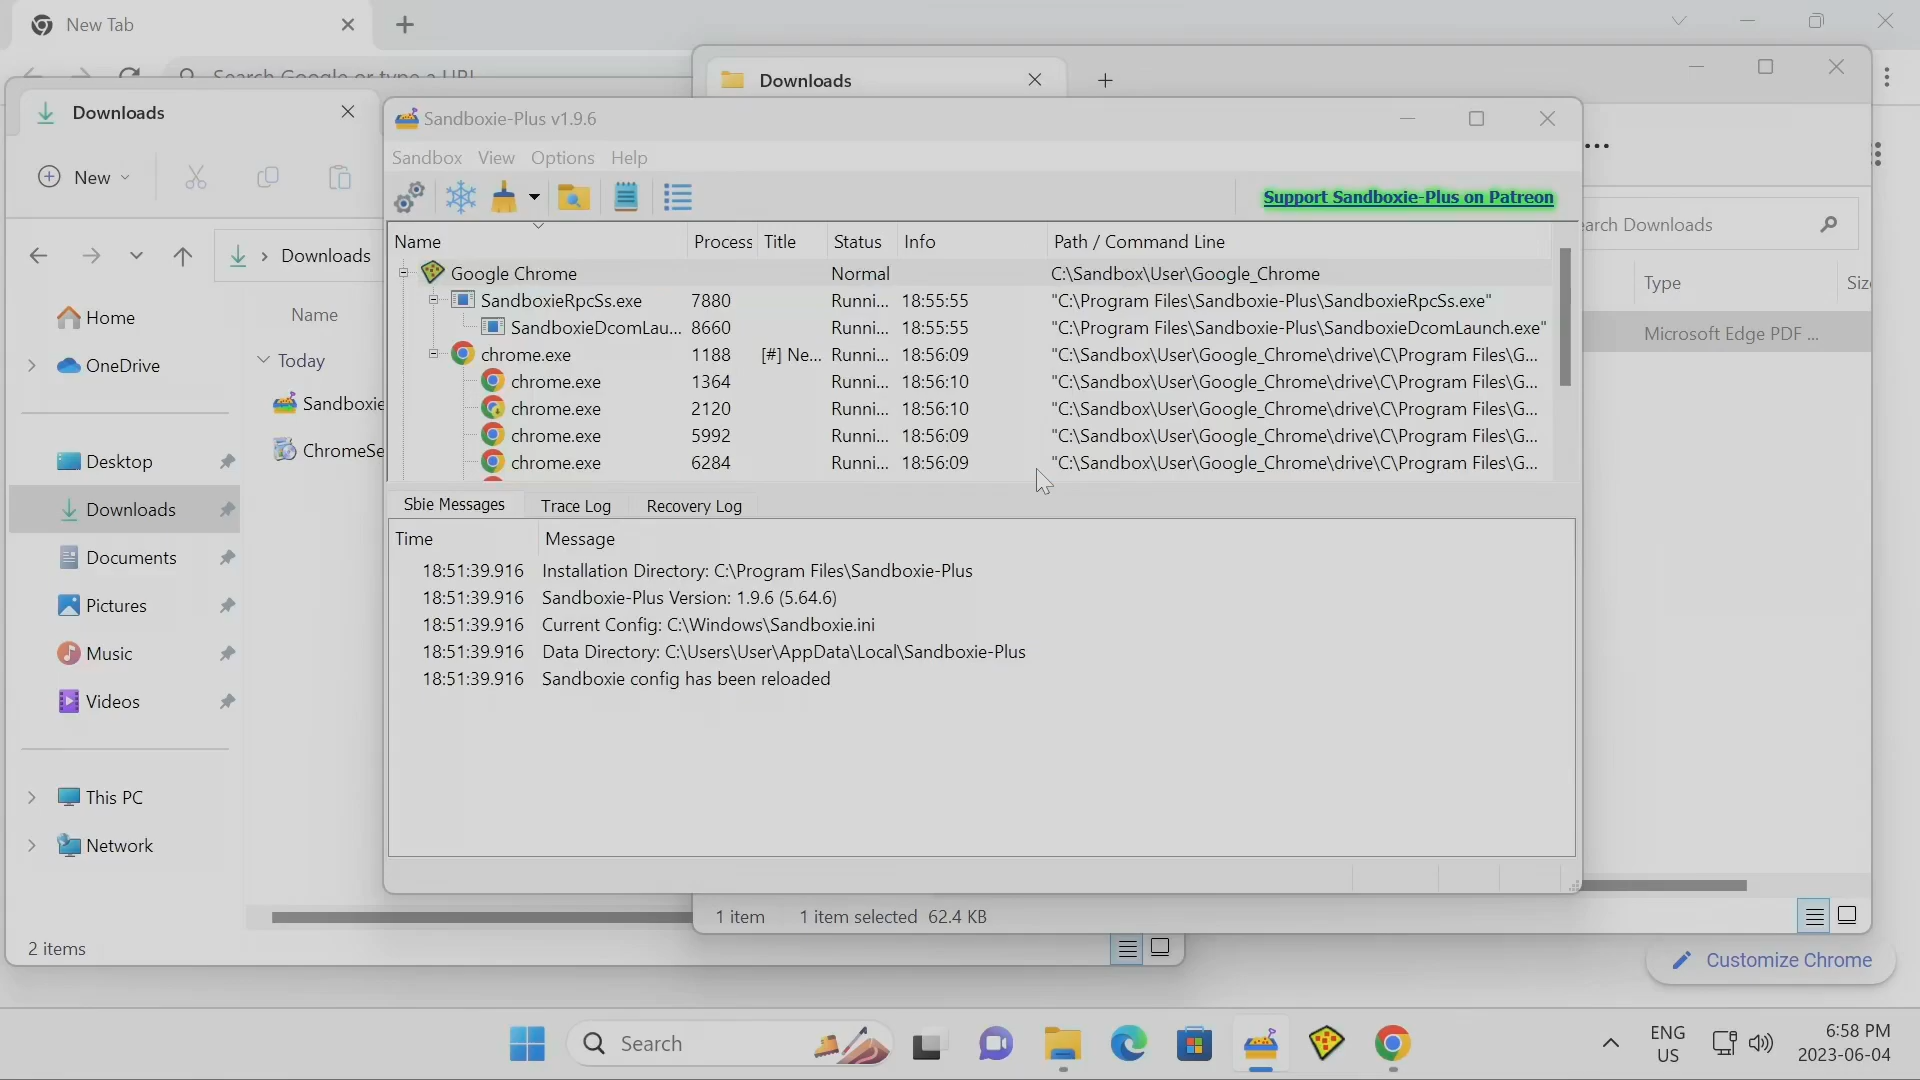 New Tab
Search Google or type a URL
Downloads
Downloads
New
Downloads
Home
OneDrive
Desktop
Downloads
Documents
Pictures
Music
Videos
This PC
Network
Name
Today
Sandboxie
ChromeSe
2 items
Sandboxie-Plus v1.9.6
Sandbox View Options Help
Support Sandboxie-Plus on Patreon
Name Process Title Status Info Path / Command Line
Google Chrome Normal C:\Sandbox\User\Google_Chrome
SandboxieRpcSs.exe 7880 Runni... 18:55:55 "C:\Program Files\Sandboxie-Plus\SandboxieRpcSs.exe"
SandboxieDcomLau... 8660 Runni... 18:55:55 "C:\Program Files\Sandboxie-Plus\SandboxieDcomLaunch.exe"
chrome.exe 1188 [#] Ne... Runni... 18:56:09 "C:\Sandbox\User\Google_Chrome\drive\C\Program Files\G...
chrome.exe 1364 Runni... 18:56:10 "C:\Sandbox\User\Google_Chrome\drive\C\Program Files\G...
chrome.exe 2120 Runni... 18:56:10 "C:\Sandbox\User\Google_Chrome\drive\C\Program Files\G...
chrome.exe 5992 Runni... 18:56:09 "C:\Sandbox\User\Google_Chrome\drive\C\Program Files\G...
chrome.exe 6284 Runni... 18:56:09 "C:\Sandbox\User\Google_Chrome\drive\C\Program Files\G...
Sbie Messages Trace Log Recovery Log
Time Message
18:51:39.916 Installation Directory: C:\Program Files\Sandboxie-Plus
18:51:39.916 Sandboxie-Plus Version: 1.9.6 (5.64.6)
18:51:39.916 Current Config: C:\Windows\Sandboxie.ini
18:51:39.916 Data Directory: C:\Users\User\AppData\Local\Sandboxie-Plus
18:51:39.916 Sandboxie config has been reloaded
earch Downloads
Type Siz
Microsoft Edge PDF ...
1 item 1 item selected 62.4 KB
Customize Chrome
Search
ENG
US
6:58 PM
2023-06-04